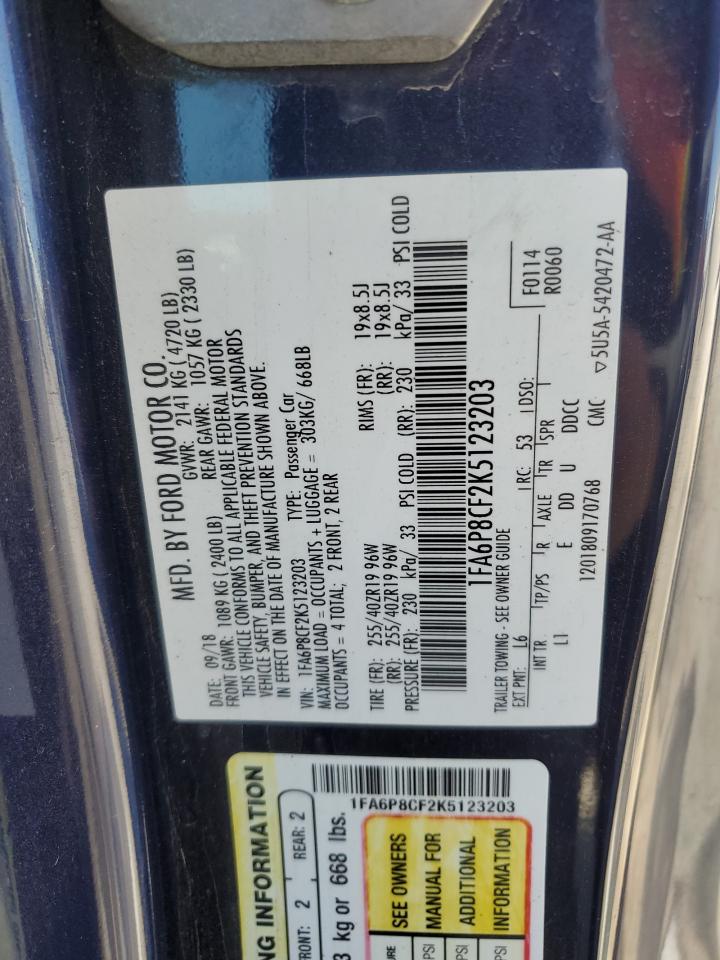 MFD. BY FORD MOTOR CO.
DATE: 09/18 GVWR: 2141 KG ( 4720 LB)
FRONT GAWR: 1089 KG ( 2400 LB) REAR GAWR: 1057 KG ( 2330 LB)
THIS VEHICLE CONFORMS TO ALL APPLICABLE FEDERAL MOTOR
VEHICLE SAFETY, BUMPER, AND THEFT PREVENTION STANDARDS
IN EFFECT ON THE DATE OF MANUFACTURE SHOWN ABOVE.
VIN: 1FA6P8CF2K5123203 TYPE: Passenger Car
MAXIMUM LOAD = OCCUPANTS + LUGGAGE = 303KG/ 668LB
OCCUPANTS = 4 TOTAL; 2 FRONT, 2 REAR
TIRE (FR): 255/40ZR19 96W RIMS (FR): 19x8.5J
(RR): 255/40ZR19 96W (RR): 19x8.5J
PRESSURE (FR): 230 kPa/ 33 PSI COLD (RR): 230 kPa/ 33 PSI COLD
1FA6P8CF2K5123203
TRAILER TOWING - SEE OWNER GUIDE
EXT PNT: L6 RC: 53 DSO: F0114
R0060
INT TR: TP/PS R AXLE TR SPR
L1 E DD U DDCC
1201809170768 CMC ▽5U5A-5420472-AA
NG INFORMATION
FRONT: 2 REAR: 2
3 kg or 668 lbs.
1FA6P8CF2K5123203
SEE OWNERS
MANUAL FOR
ADDITIONAL
INFORMATION
PSI
PSI
PSI